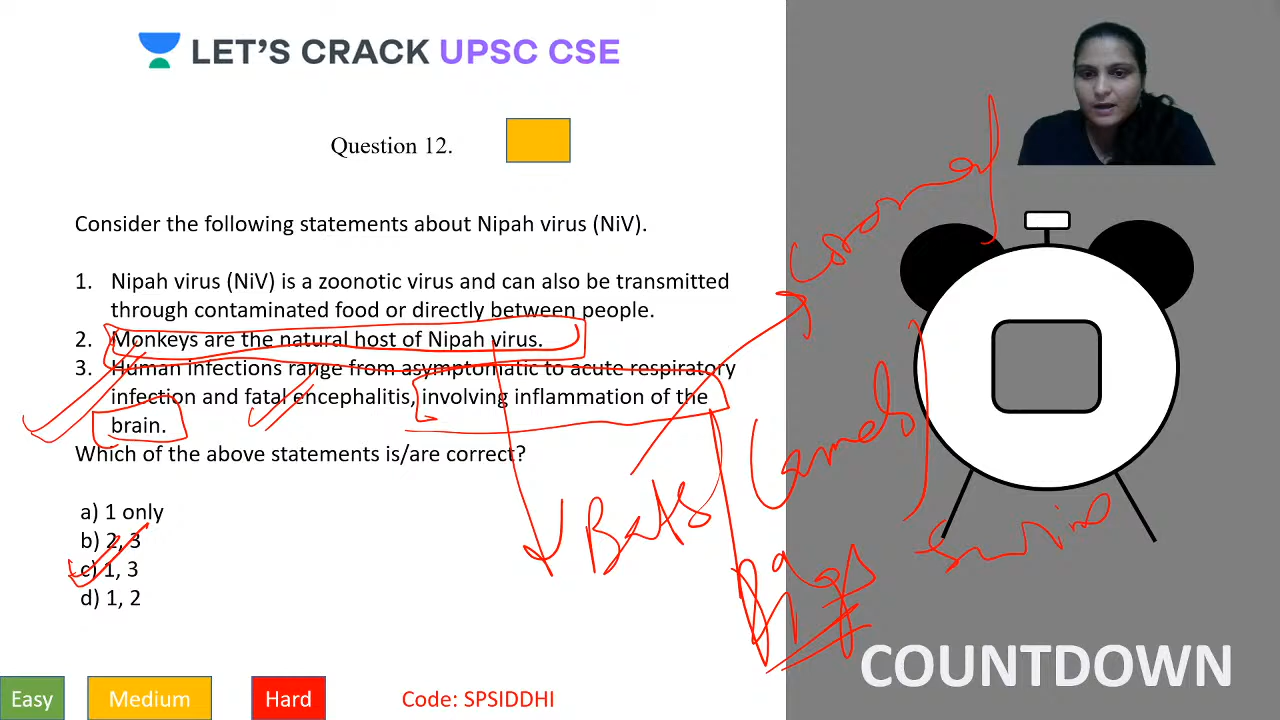 LET'S CRACK UPSC CSE
Question 12.
Consider the following statements about Nipah virus (NiV).
1. Nipah virus (NiV) is a zoonotic virus and can also be transmitted
through contaminated food or directly between people.
2. Monkeys are the natural host of Nipah virus.
3. Human infections range from asymptomatic to acute respiratory
infection and fatal encephalitis, involving inflammation of the
brain.
Which of the above statements is/are correct?
a) 1 only
b) 2, 3
c) 1, 3
d) 1, 2
Bats
Pigs
COUNTDOWN
Easy
Medium
Hard
Code: SPSIDDHI